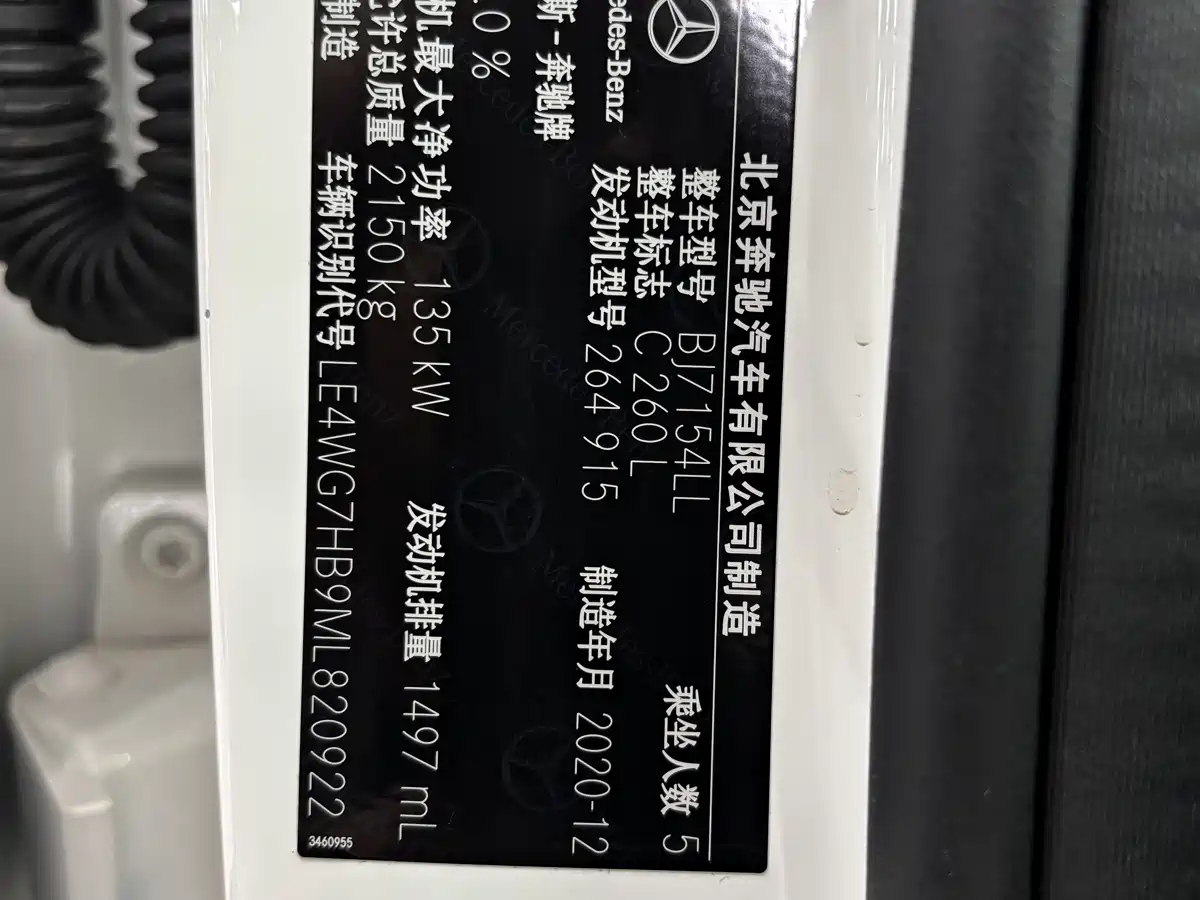 北京奔驰汽车有限公司制造
整车型号 BJ7154LL 乘坐人数 5
edes-Benz 整车标志 C 260 L
发动机型号 264 915 制造年月 2020-12
斯-奔驰牌
.0 %
机最大净功率 135 kW 发动机排量 1497 mL
允许总质量 2150 kg
制造 车辆识别代号 LE4WG7HB9ML820922
3460955